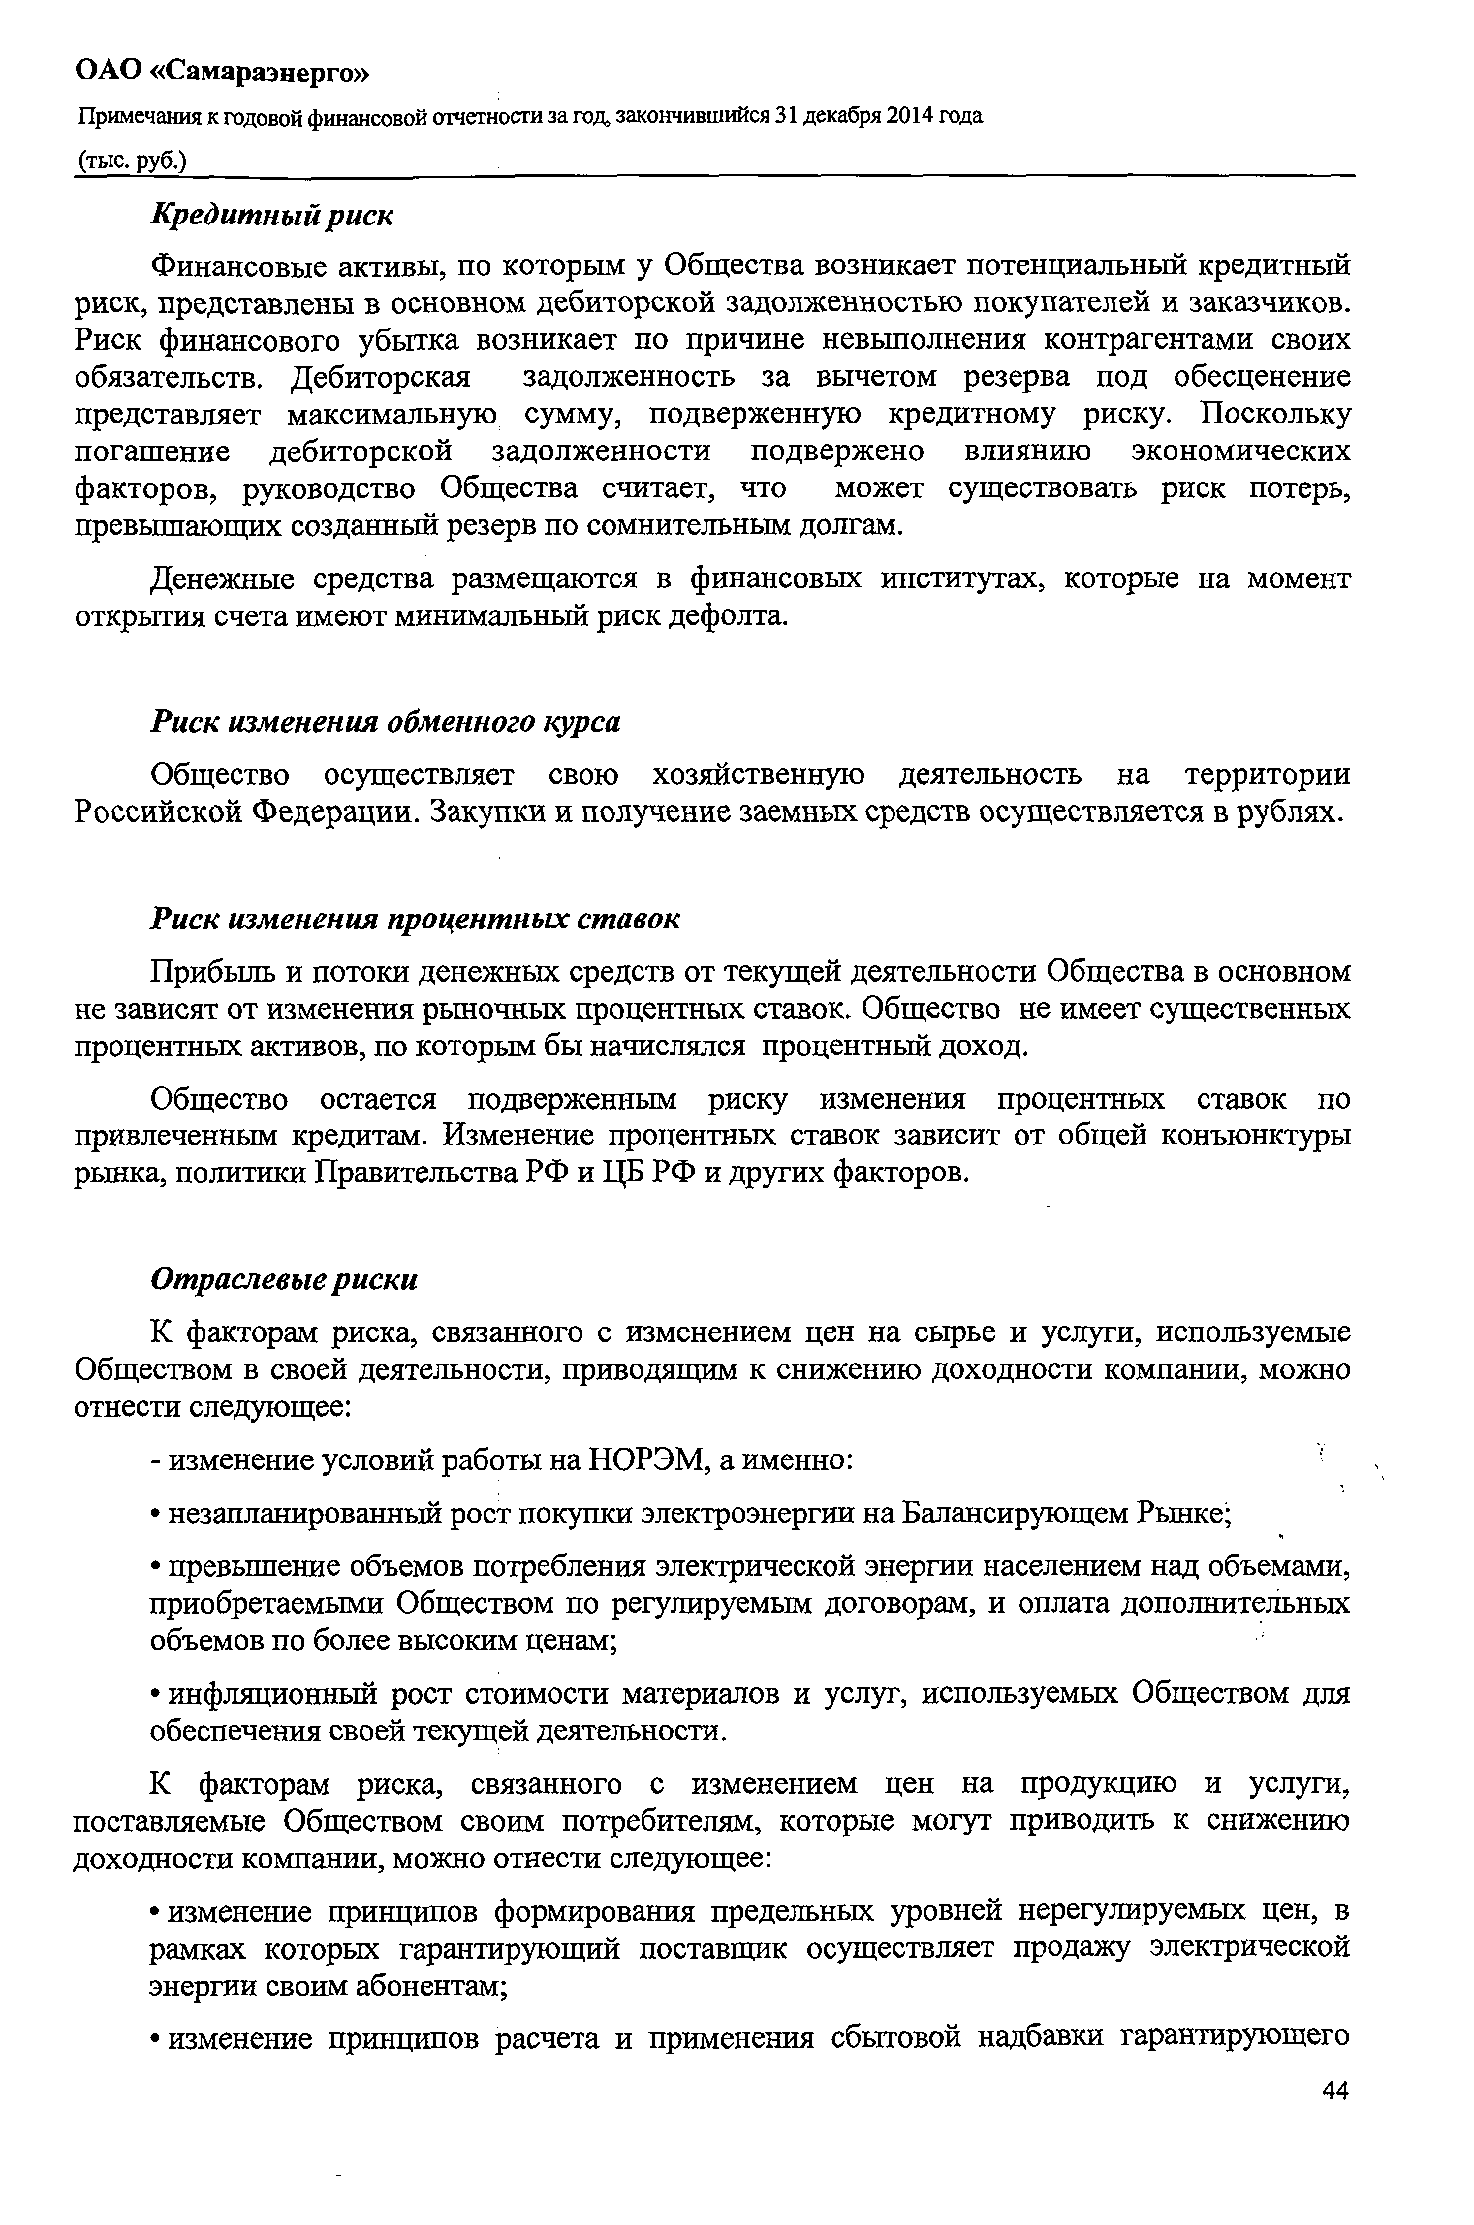 ОАО «Самараэнерго»
Примечания к годовой финансовой отчетности за год, закончившийся 31 декабря 2014 года
(тыс. руб.)
Кредитный риск
Финансовые активы, по которым у Общества возникает потенциальный кредитный
риск, представлены в основном дебиторской задолженностью покупателей и заказчиков.
Риск финансового убытка возникает по причине невыполнения контрагентами своих
обязательств. Дебиторская задолженность за вычетом резерва под обесценение
представляет максимальную сумму, подверженную кредитному риску. Поскольку
погашение дебиторской задолженности подвержено влиянию экономических
факторов, руководство Общества считает, что может существовать риск потерь,
превышающих созданный резерв по сомнительным долгам.
Денежные средства размещаются в финансовых институтах, которые на момент
открытия счета имеют минимальный риск дефолта.
Риск изменения обменного курса
Общество осуществляет свою хозяйственную деятельность на территории
Российской Федерации. Закупки и получение заемных средств осуществляется в рублях.
Риск изменения процентных ставок
Прибыль и потоки денежных средств от текущей деятельности Общества в основном
не зависят от изменения рыночных процентных ставок. Общество не имеет существенных
процентных активов, по которым бы начислялся процентный доход.
Общество остается подверженным риску изменения процентных ставок по
привлеченным кредитам. Изменение процентных ставок зависит от общей конъюнктуры
рынка, политики Правительства РФ и ЦБ РФ и других факторов.
Отраслевые риски
К факторам риска, связанного с изменением цен на сырье и услуги, используемые
Обществом в своей деятельности, приводящим к снижению доходности компании, можно
отнести следующее:
- изменение условий работы на НОРЭМ, а именно:
• незапланированный рост покупки электроэнергии на Балансирующем Рынке;
• превышение объемов потребления электрической энергии населением над объемами,
приобретаемыми Обществом по регулируемым договорам, и оплата дополнительных
объемов по более высоким ценам;
• инфляционный рост стоимости материалов и услуг, используемых Обществом для
обеспечения своей текущей деятельности.
К факторам риска, связанного с изменением цен на продукцию и услуги,
поставляемые Обществом своим потребителям, которые могут приводить к снижению
доходности компании, можно отнести следующее:
• изменение принципов формирования предельных уровней нерегулируемых цен, в
рамках которых гарантирующий поставщик осуществляет продажу электрической
энергии своим абонентам;
• изменение принципов расчета и применения сбытовой надбавки гарантирующего
44